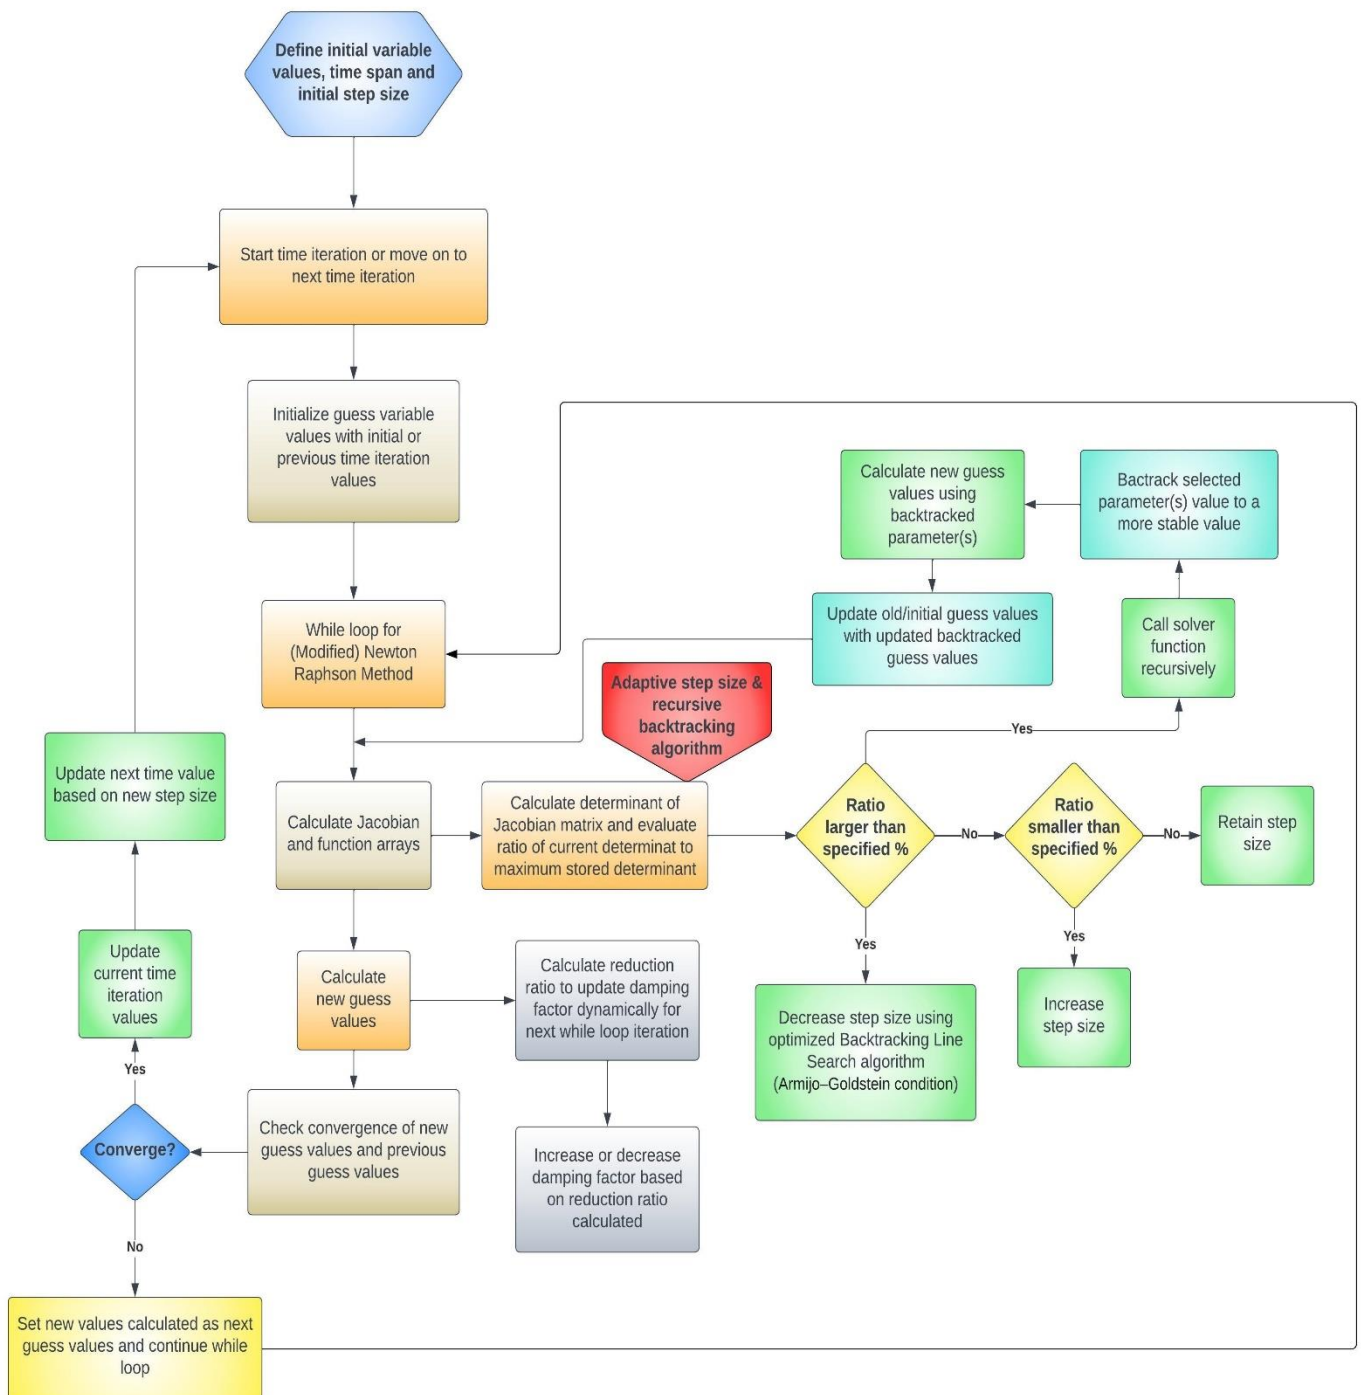 Define initial variable
values, time span and
initial step size
Start time iteration or move on to
next time iteration
Initialize guess variable
values with initial or
previous time iteration
values
Calculate new guess
values using
backtracked
parameter(s)
Bactrack selected
parameter(s) value to a
more stable value
While loop for
(Modified) Newton
Raphson Method
Update old/initial guess values
with updated backtracked
guess values
Call solver
function
recursively
Adaptive step size &
recursive
backtracking
algorithm
Yes
Update next time value
based on new step size
Calculate Jacobian
and function arrays
Calculate determinant of
Jacobian matrix and evaluate
ratio of current determinat to
maximum stored determinant
Ratio
larger than
specified %
No
Ratio
smaller than
specified %
No
Retain step
size
Yes
Yes
Update
current time
iteration
values
Calculate
new guess
values
Calculate reduction
ratio to update damping
factor dynamically for
next while loop iteration
Decrease step size using
optimized Backtracking Line
Search algorithm
(Armijo–Goldstein condition)
Increase
step size
Yes
Converge?
Check convergence of new
guess values and previous
guess values
Increase or decrease
damping factor based
on reduction ratio
calculated
No
Set new values calculated as next
guess values and continue while
loop